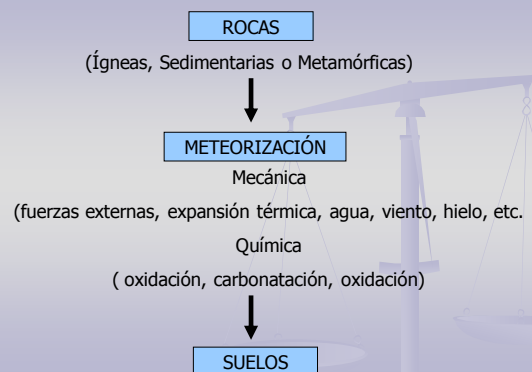 ROCAS
(Ígneas, Sedimentarias o Metamórficas)
METEORIZACIÓN
Mecánica
(fuerzas externas, expansión térmica, agua, viento, hielo, etc.
Química
( oxidación, carbonatación, oxidación)
SUELOS